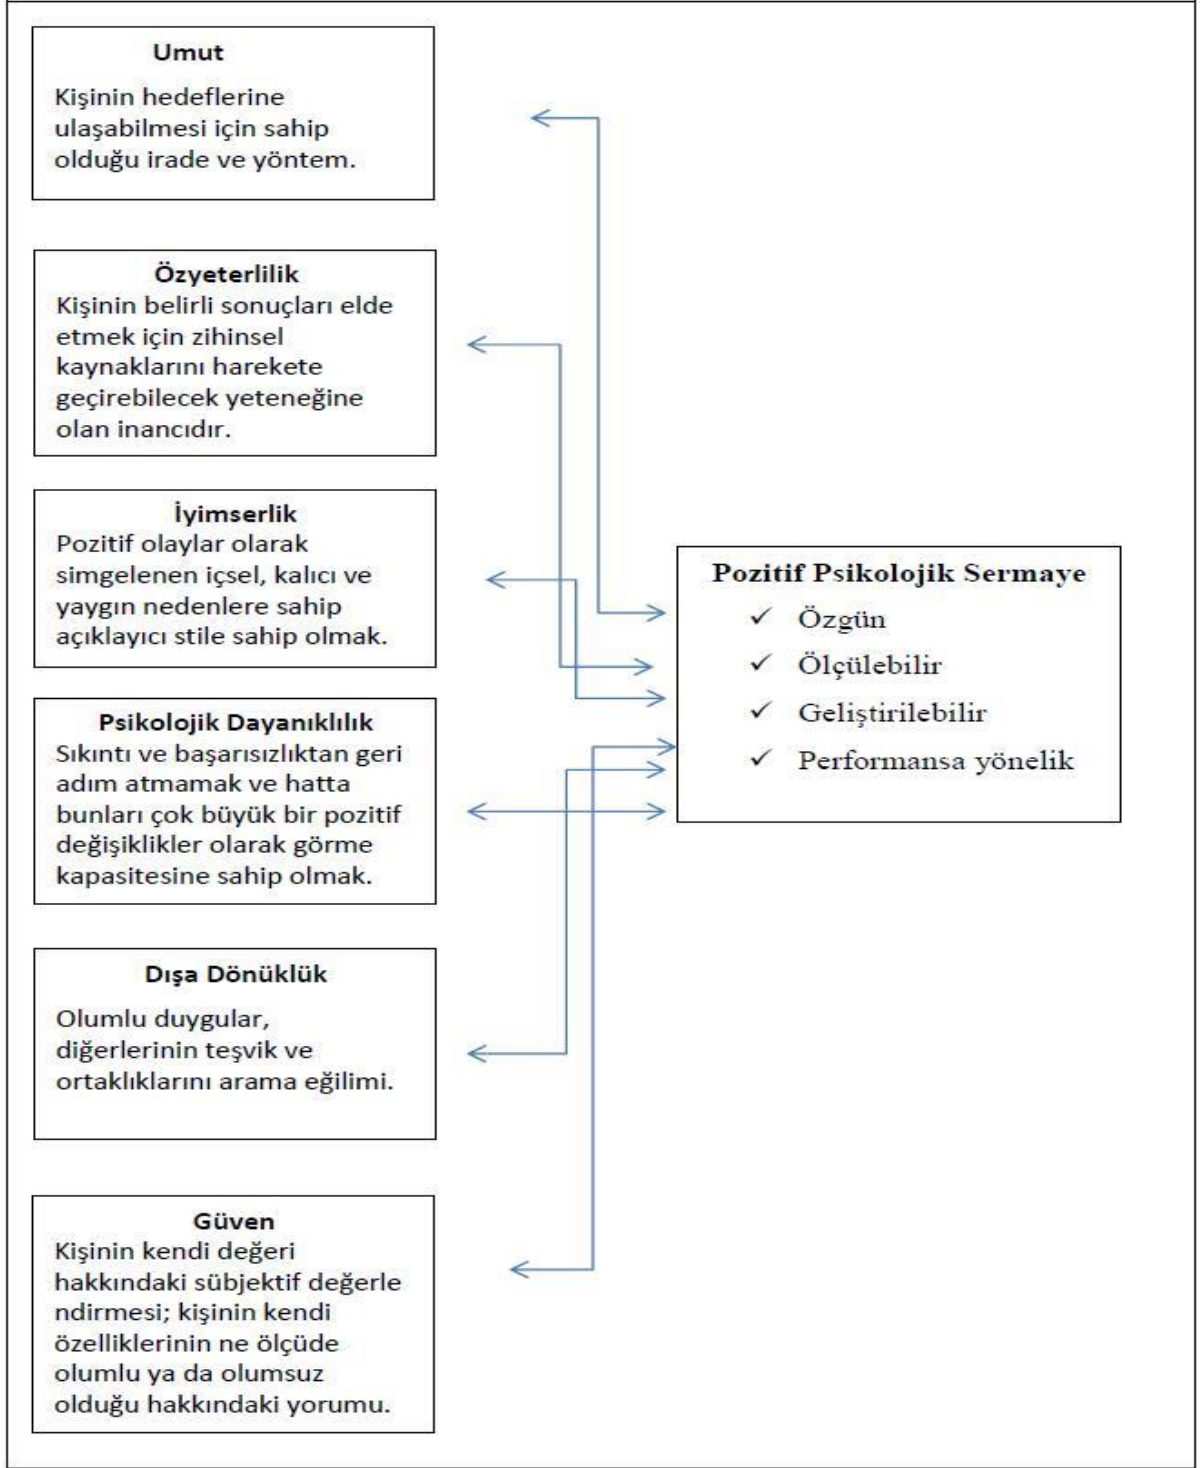 Umut
Kişinin hedeflerine
ulaşabilmesi için sahip
olduğu irade ve yöntem.
Özyeterlilik
Kişinin belirli sonuçları elde
etmek için zihinsel
kaynaklarını harekete
geçirebilecek yeteneğine
olan inancıdır.
İyimserlik
Pozitif olaylar olarak
simgelenen içsel, kalıcı ve
yaygın nedenlere sahip
açıklayıcı stile sahip olmak.
Psikolojik Dayanıklılık
Sıkıntı ve başarısızlıktan geri
adım atmamak ve hatta
bunları çok büyük bir pozitif
değişiklikler olarak görme
kapasitesine sahip olmak.
Dışa Dönüklük
Olumlu duygular,
diğerlerinin teşvik ve
ortaklıklarını arama eğilimi.
Güven
Kişinin kendi değeri
hakkındaki sübjektif değerle
ndirmesi; kişinin kendi
özelliklerinin ne ölçüde
olumlu ya da olumsuz
olduğu hakkındaki yorumu.
Pozitif Psikolojik Sermaye
✓ Özgün
✓ Ölçülebilir
✓ Geliştirilebilir
✓ Performansa yönelik